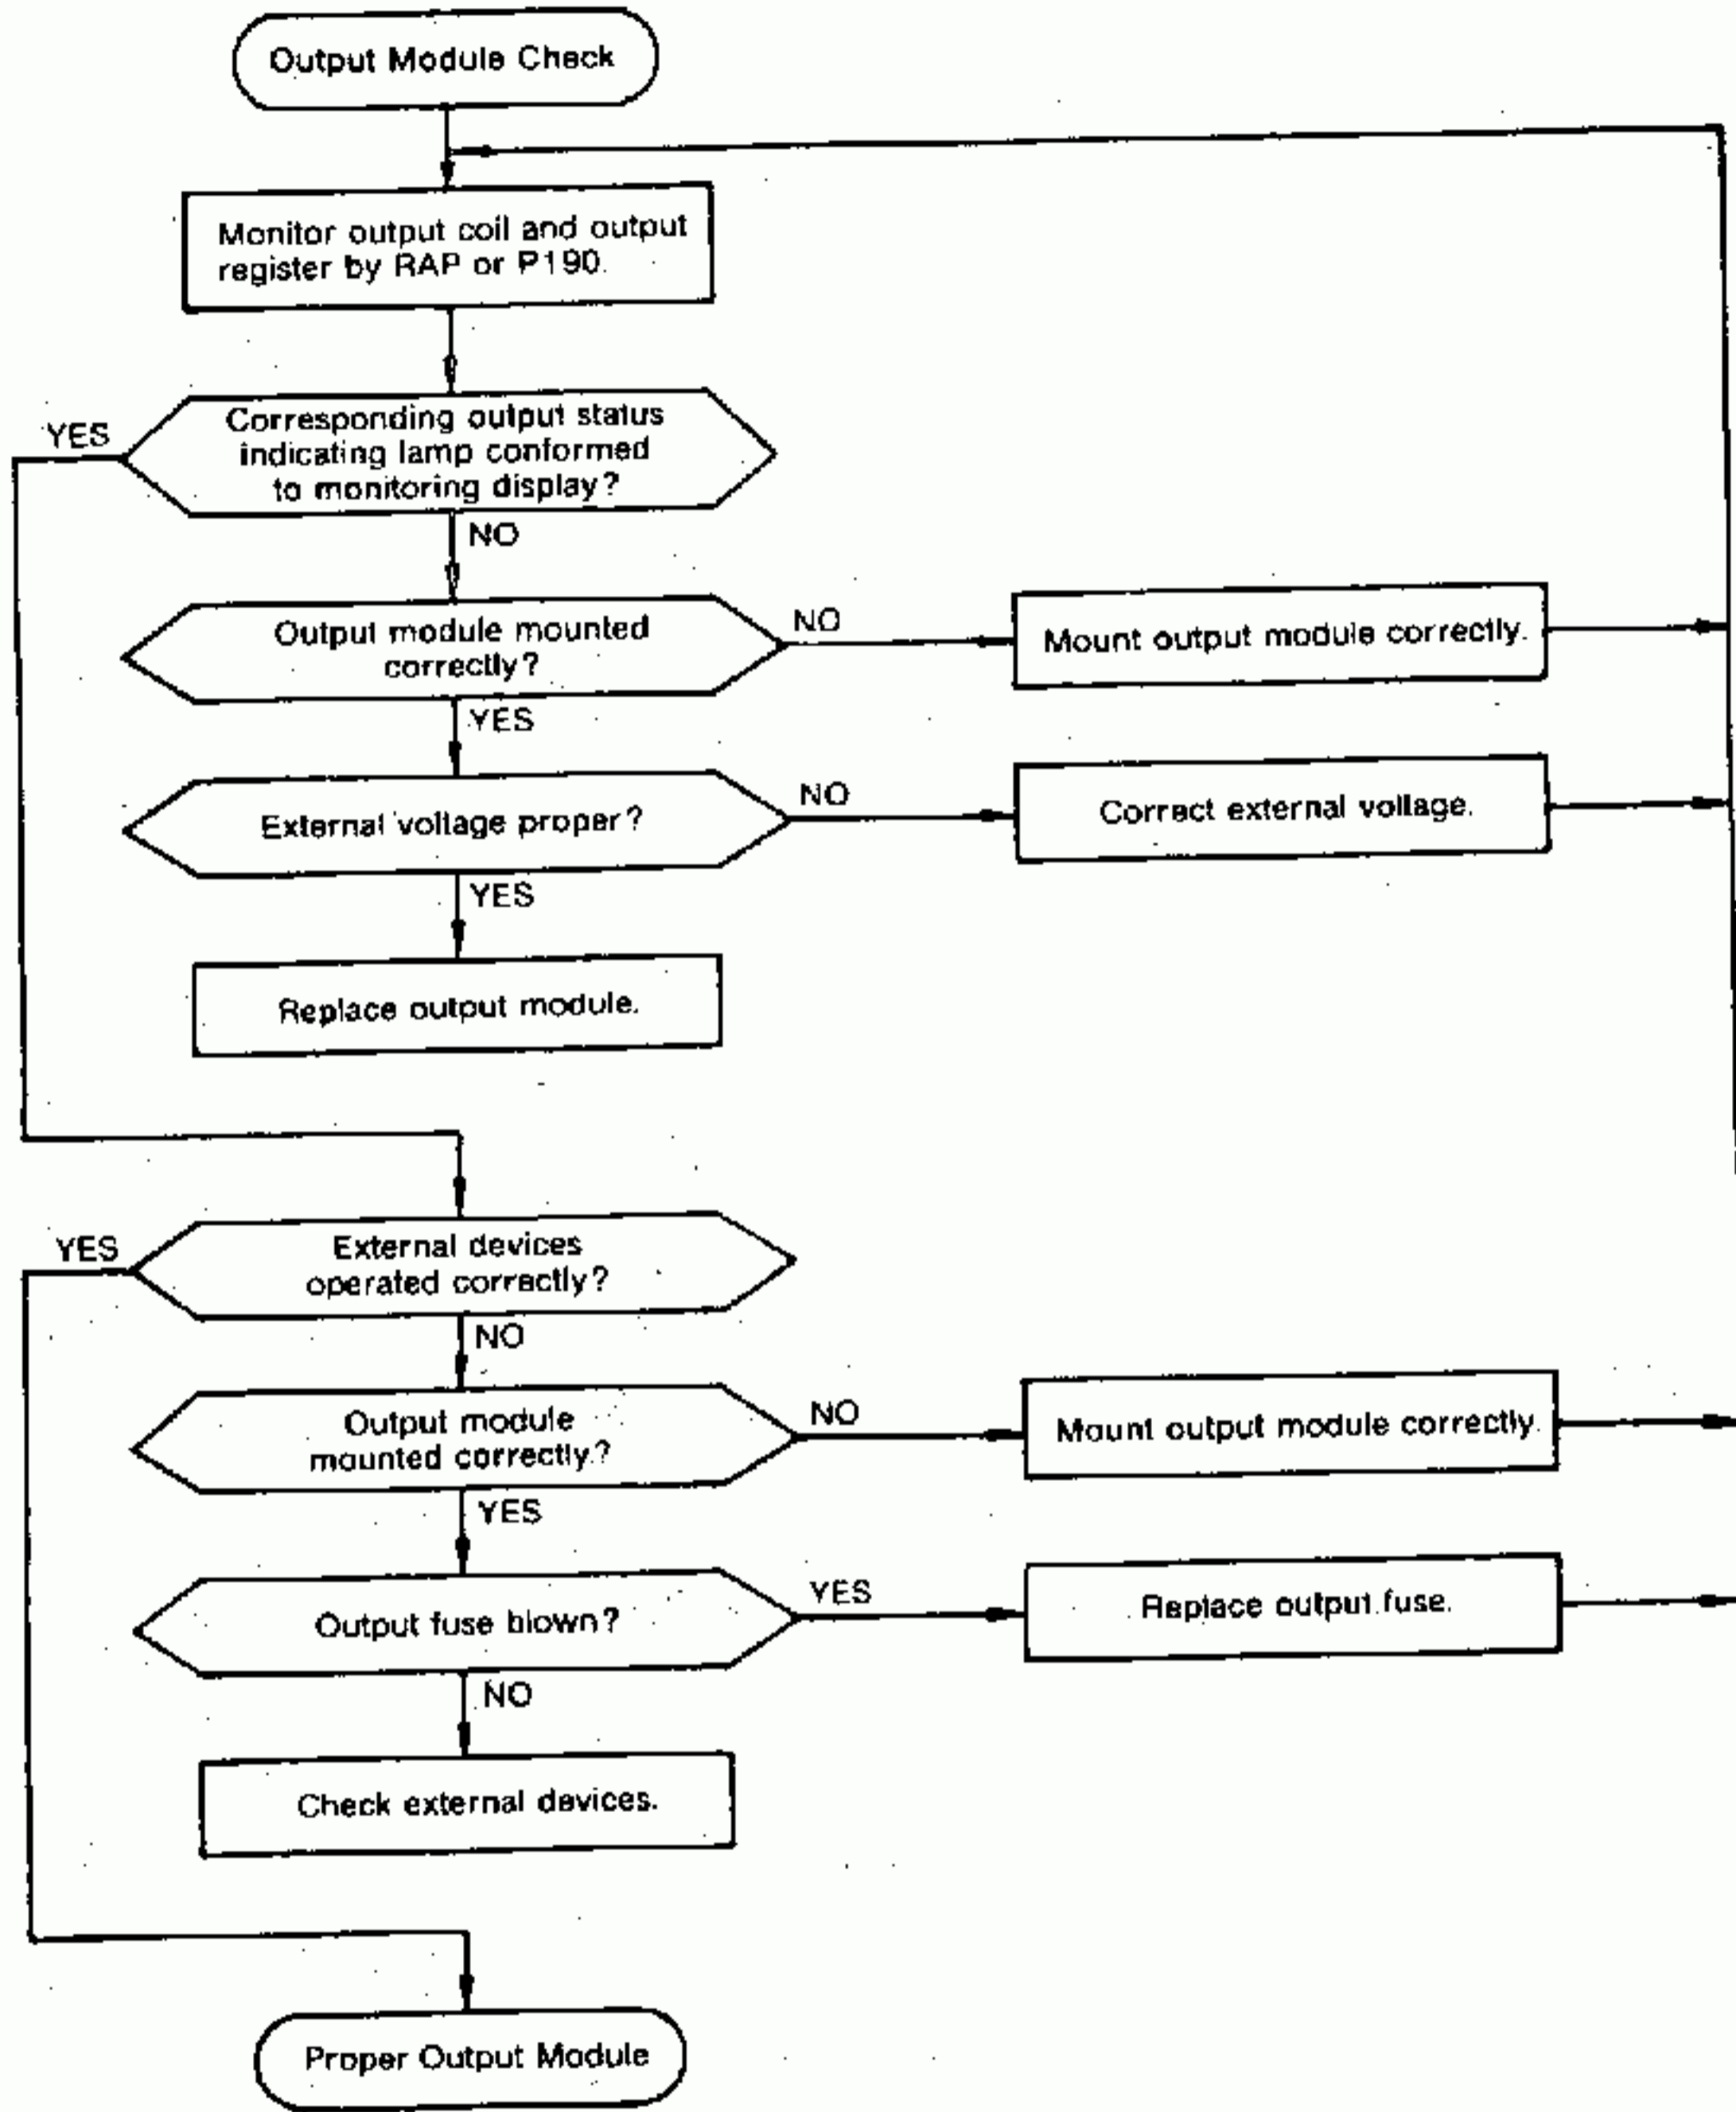 Output Module Check
Monitor output coil and output
register by RAP or P190.
YES
Corresponding output status
indicating lamp conformed
to monitoring display?
NO
Output module mounted
correctly?
NO
Mount output module correctly.
YES
External voltage proper?
NO
Correct external voltage.
YES
Replace output module.
YES
External devices
operated correctly?
NO
Output module
mounted correctly?
NO
Mount output module correctly.
YES
Output fuse blown?
YES
Replace output fuse.
NO
Check external devices.
Proper Output Module